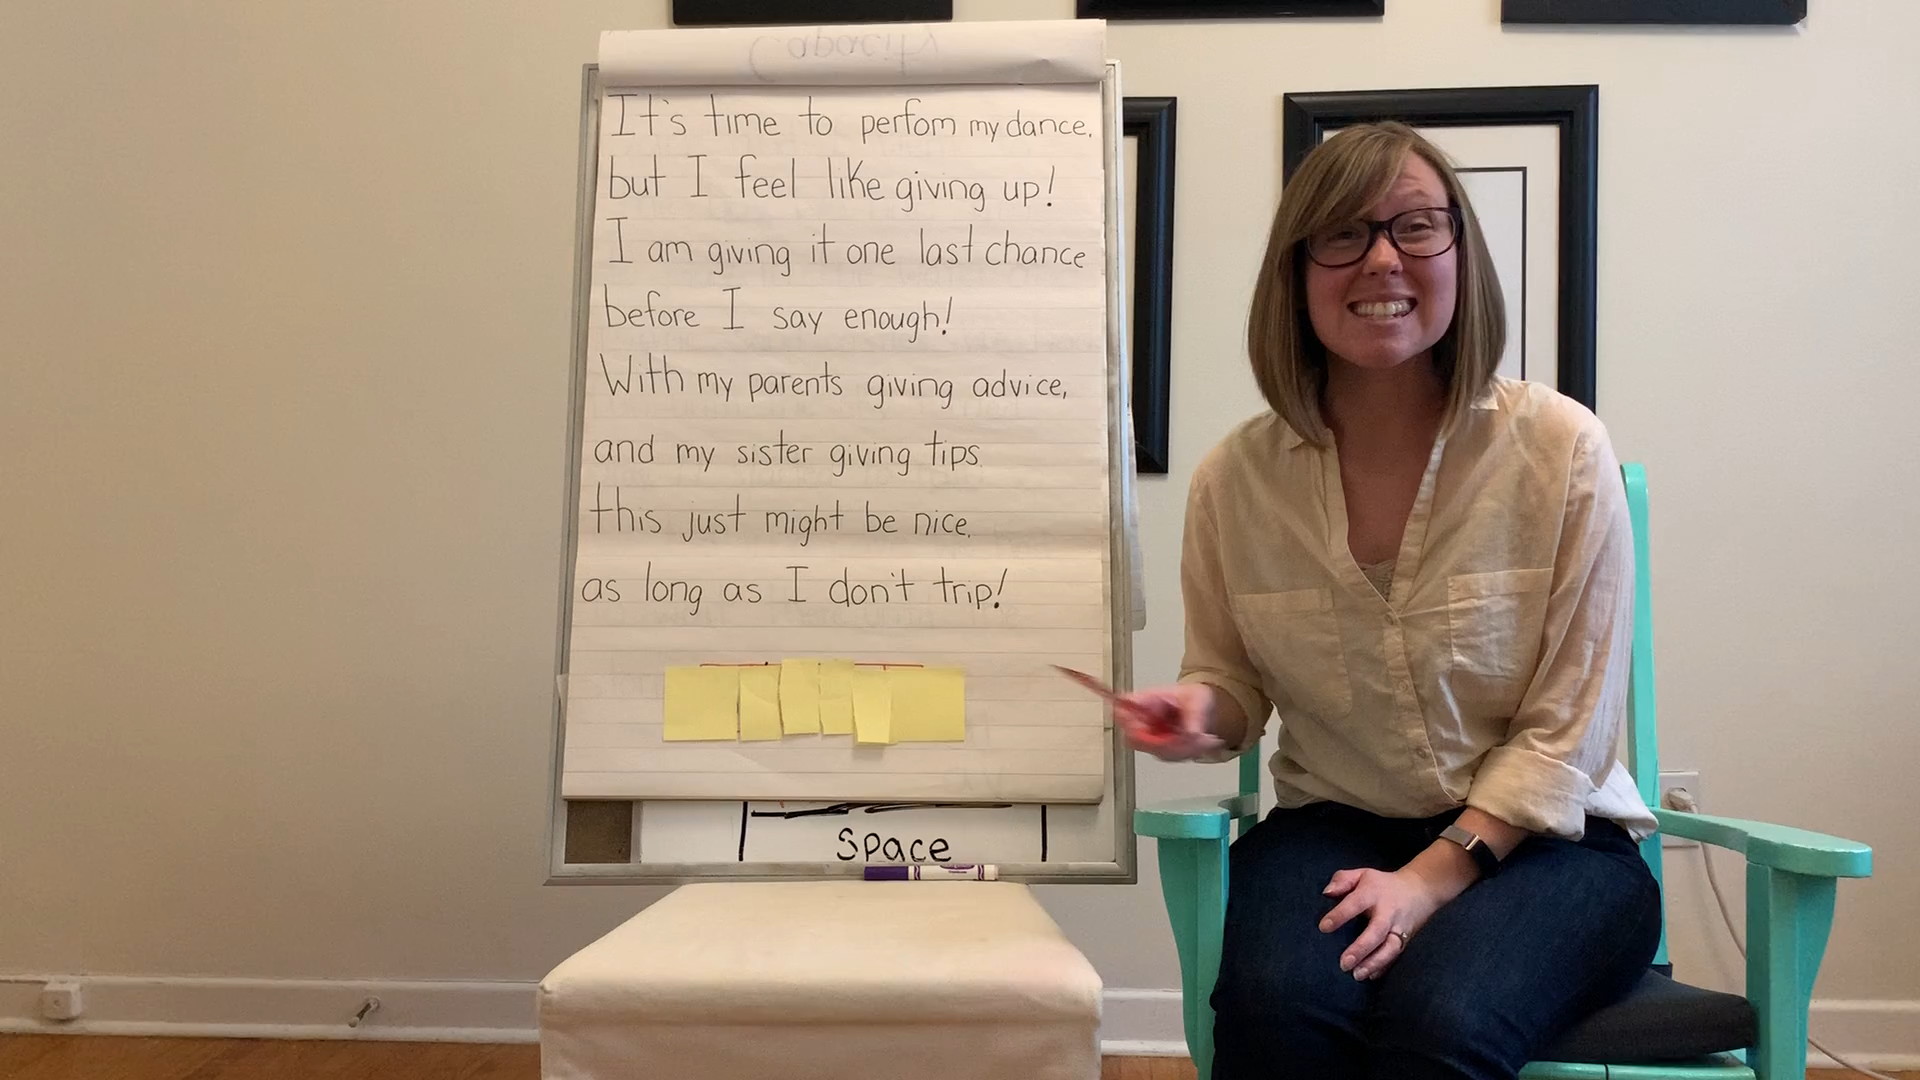 Capacity
It's time to perfom my dance.
but I feel like giving up!
I am giving it one last chance
before I say enough!
With my parents giving advice,
and my sister giving tips.
this just might be nice.
as long as I don't trip!
Space